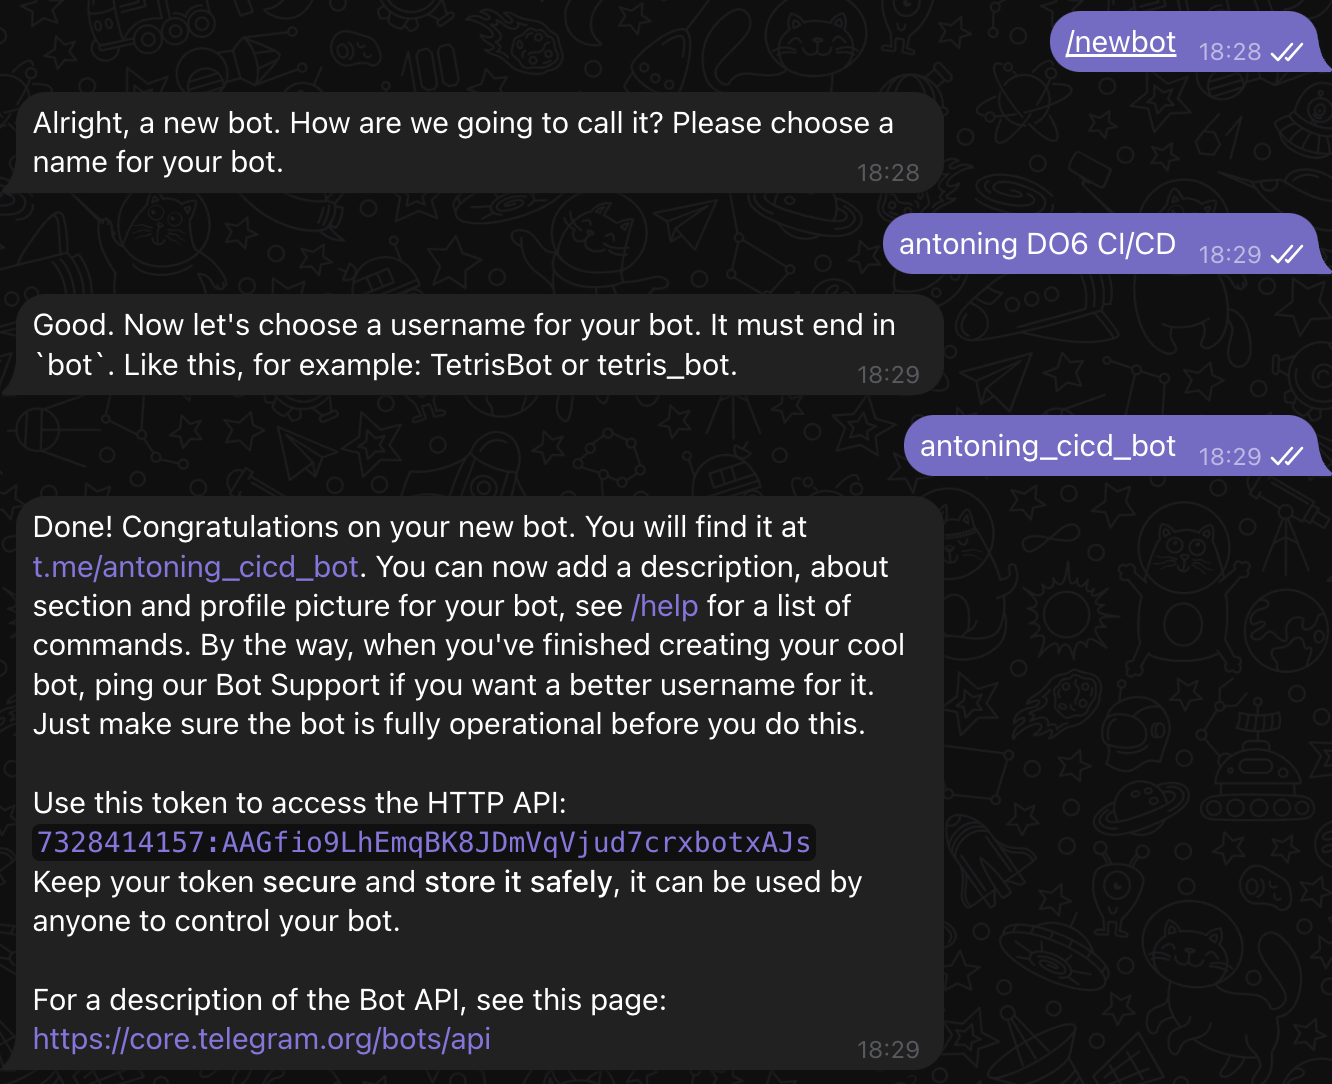 /newbot 18:28
Alright, a new bot. How are we going to call it? Please choose a
name for your bot.
18:28
antoning DO6 CI/CD 18:29
Good. Now let's choose a username for your bot. It must end in
`bot`. Like this, for example: TetrisBot or tetris_bot.
18:29
antoning_cicd_bot 18:29
Done! Congratulations on your new bot. You will find it at
t.me/antoning_cicd_bot. You can now add a description, about
section and profile picture for your bot, see /help for a list of
commands. By the way, when you've finished creating your cool
bot, ping our Bot Support if you want a better username for it.
Just make sure the bot is fully operational before you do this.
Use this token to access the HTTP API:
7328414157:AAGfio9LhEmqBK8JDmVqVjud7crxbotxAJs
Keep your token secure and store it safely, it can be used by
anyone to control your bot.
For a description of the Bot API, see this page:
https://core.telegram.org/bots/api
18:29